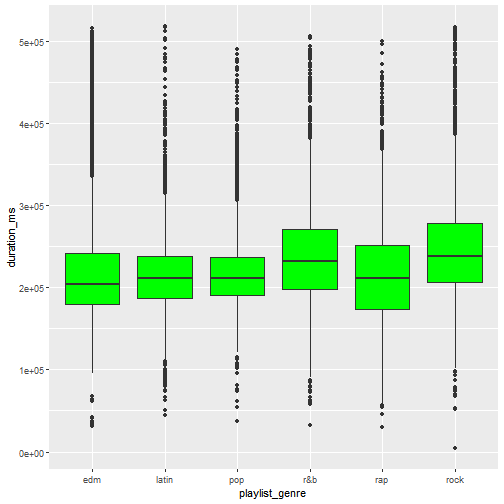 5e+05
4e+05
3e+05
2e+05
1e+05
0e+00
duration_ms
edm latin pop r&b rap rock
playlist_genre